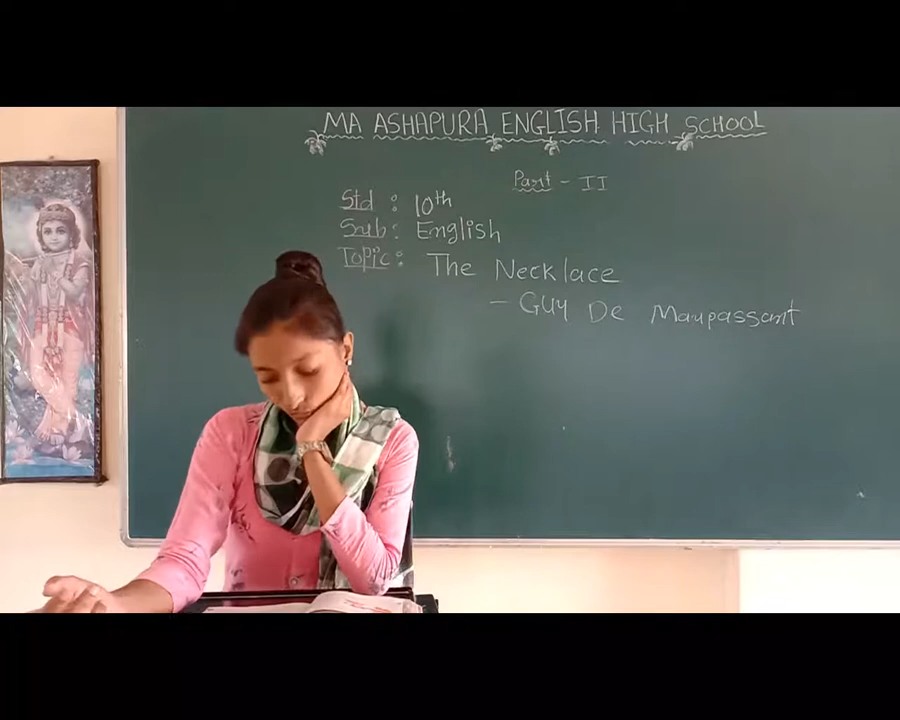 MA ASHAPURA ENGLISH HIGH SCHOOL
Part - II
Std : 10th
Sub : English
Topic : The Necklace
- Guy De Maupassant